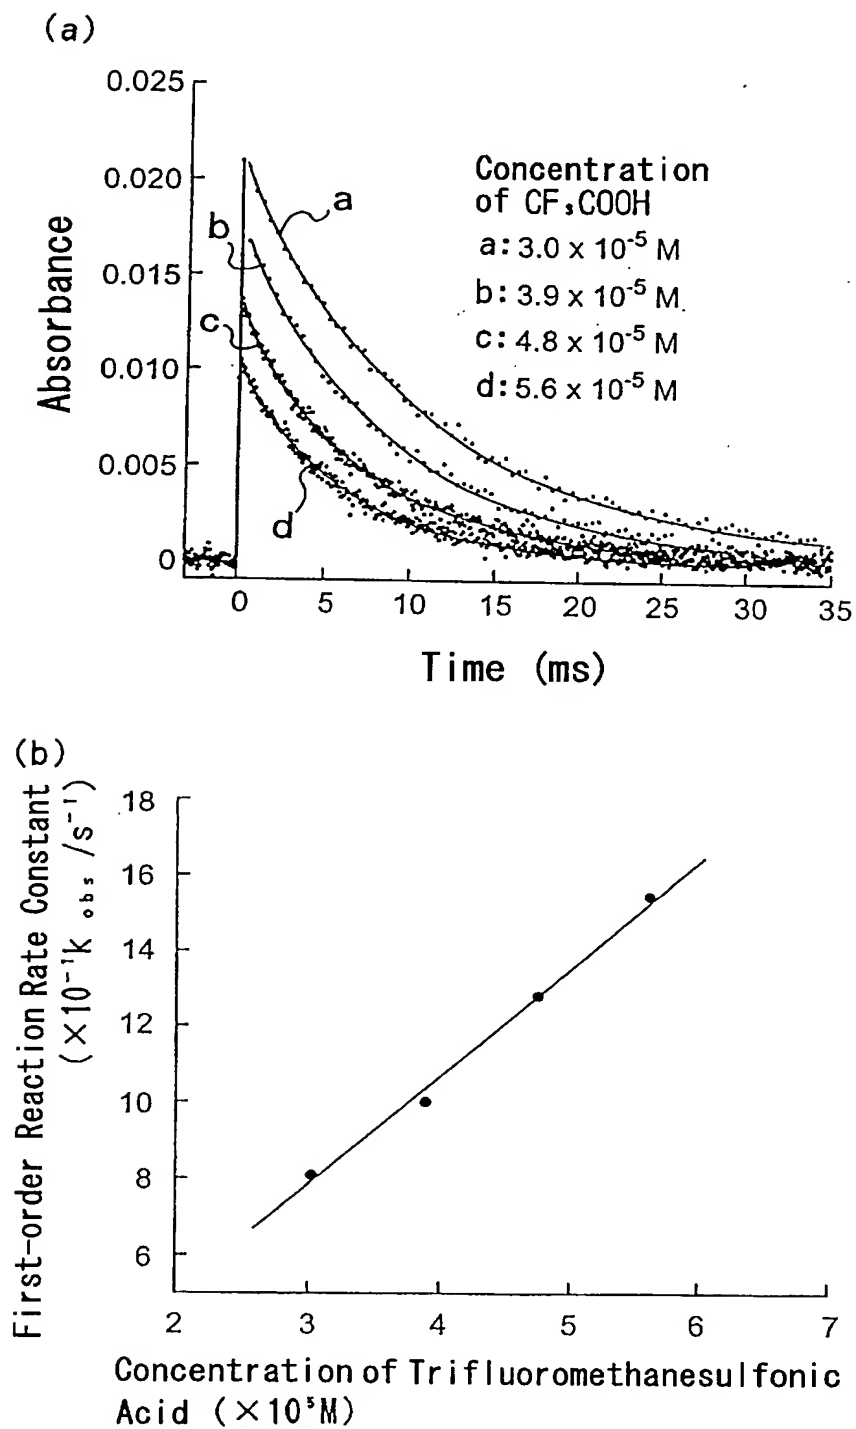 (a)
0.025
0.020
0.015
0.010
0.005
0
Absorbance
a
b
c
d
Concentration
of CF₃COOH
a: 3.0 x 10⁻⁵ M
b: 3.9 x 10⁻⁵ M
c: 4.8 x 10⁻⁵ M
d: 5.6 x 10⁻⁵ M
0 5 10 15 20 25 30 35
Time (ms)
(b)
First-order Reaction Rate Constant
(×10⁻¹k obs /s⁻¹)
18
16
14
12
10
8
6
2 3 4 5 6 7
Concentration of Trifluoromethanesulfonic
Acid (×10⁵M)